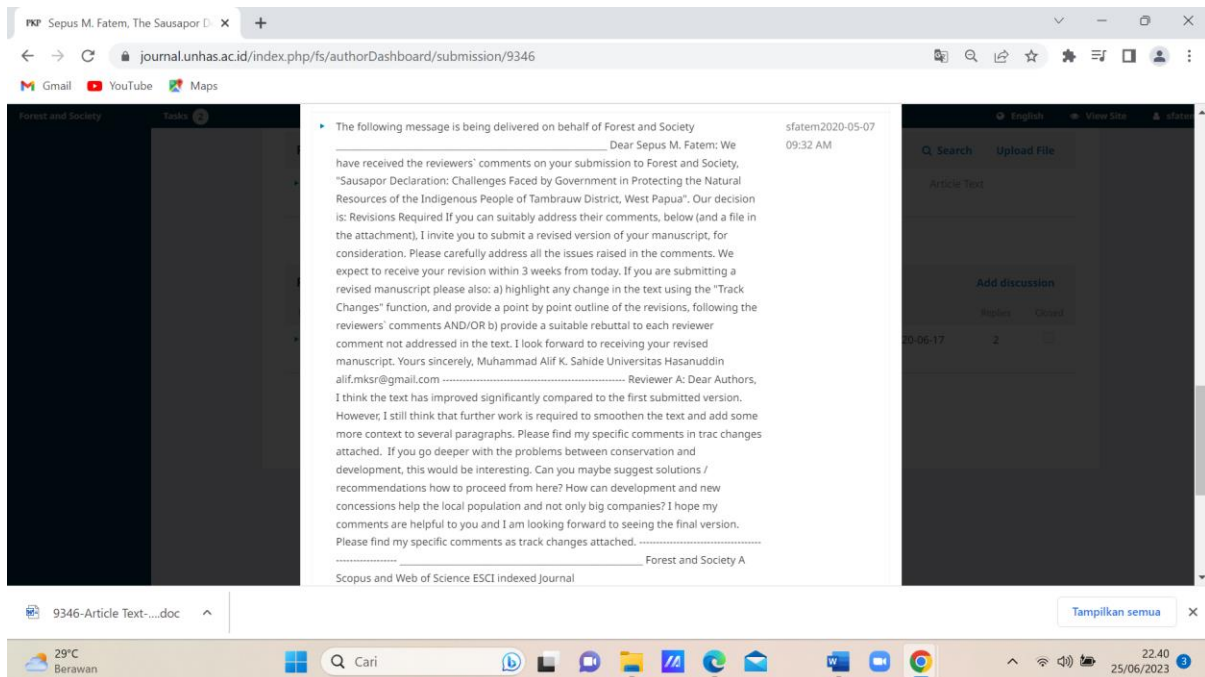 PKP Sepus M. Fatem, The Sausapor D
journal.unhas.ac.id/index.php/fs/authorDashboard/submission/9346
Gmail YouTube Maps
Forest and Society Tasks 2 English View Site sfatem
The following message is being delivered on behalf of Forest and Society sfatem2020-05-07
________________________________________________ Dear Sepus M. Fatem: We 09:32 AM
have received the reviewers` comments on your submission to Forest and Society,
"Sausapor Declaration: Challenges Faced by Government in Protecting the Natural
Resources of the Indigenous People of Tambrauw District, West Papua". Our decision
is: Revisions Required If you can suitably address their comments, below (and a file in
the attachment), I invite you to submit a revised version of your manuscript, for
consideration. Please carefully address all the issues raised in the comments. We
expect to receive your revision within 3 weeks from today. If you are submitting a
revised manuscript please also: a) highlight any change in the text using the "Track
Changes" function, and provide a point by point outline of the revisions, following the
reviewers` comments AND/OR b) provide a suitable rebuttal to each reviewer
comment not addressed in the text. I look forward to receiving your revised
manuscript. Yours sincerely, Muhammad Alif K. Sahide Universitas Hasanuddin
alif.mksr@gmail.com ------------------------------------------------------ Reviewer A: Dear Authors,
I think the text has improved significantly compared to the first submitted version.
However, I still think that further work is required to smoothen the text and add some
more context to several paragraphs. Please find my specific comments in trac changes
attached. If you go deeper with the problems between conservation and
development, this would be interesting. Can you maybe suggest solutions /
recommendations how to proceed from here? How can development and new
concessions help the local population and not only big companies? I hope my
comments are helpful to you and I am looking forward to seeing the final version.
Please find my specific comments as track changes attached. ------------------------------------
------------------ ________________________________________________ Forest and Society A
Scopus and Web of Science ESCI indexed Journal
Search Upload File
Article Text
Add discussion
Replies Closed
20-06-17 2
9346-Article Text-....doc Tampilkan semua
29°C
Berawan
Cari
22.40
25/06/2023 3